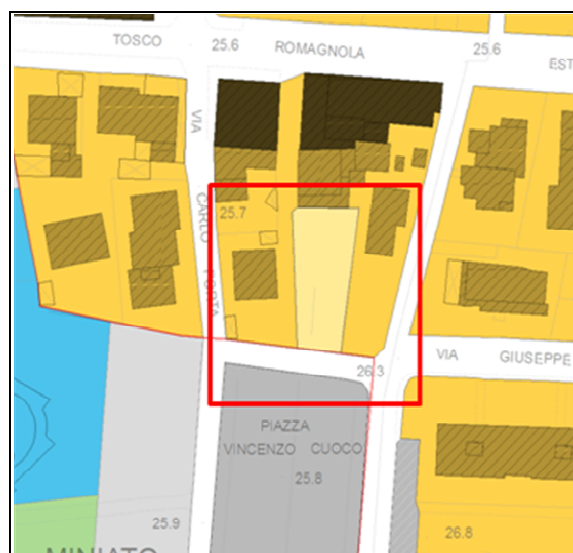 TOSCO ROMAGNOLA
25.6
25.6
EST
VIA CARLO PORTA
25.7
26.3
VIA GIUSEPPE
PIAZZA
VINCENZO CUOCO
25.8
25.9
26.8
MINIATO